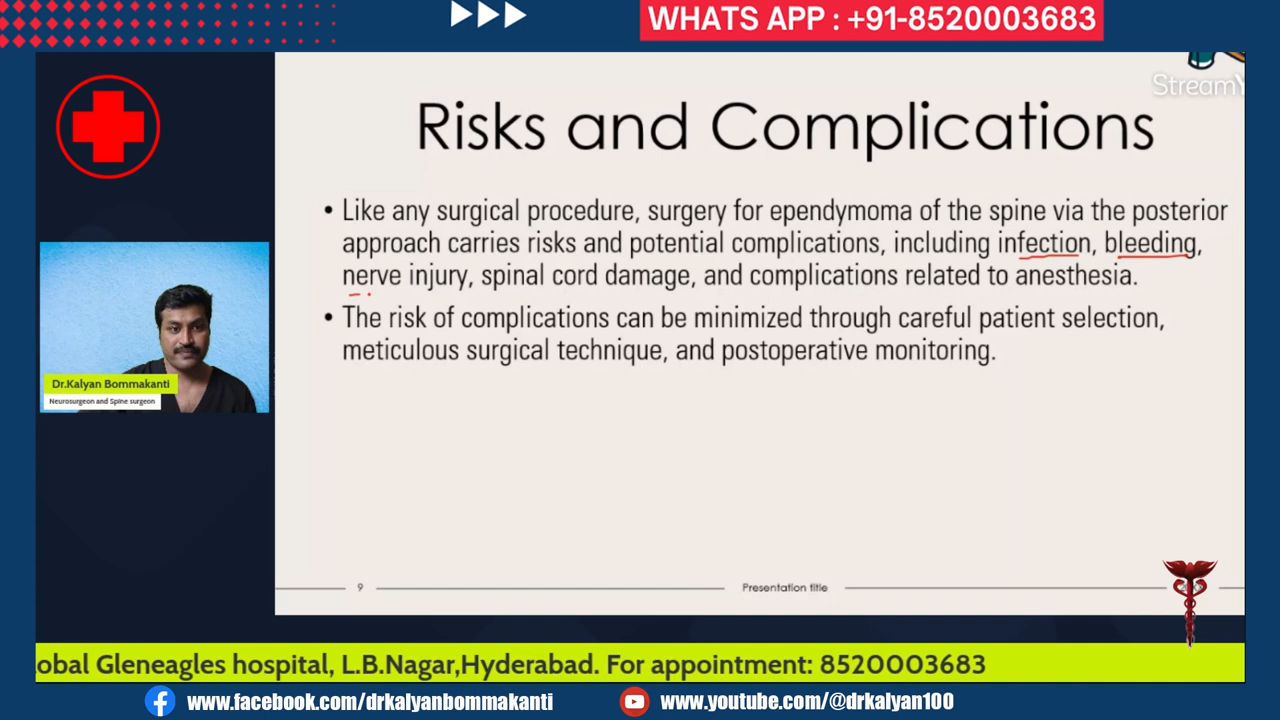 WHATS APP : +91-8520003683
Stream
Risks and Complications
• Like any surgical procedure, surgery for ependymoma of the spine via the posterior
approach carries risks and potential complications, including infection, bleeding,
nerve injury, spinal cord damage, and complications related to anesthesia.
• The risk of complications can be minimized through careful patient selection,
meticulous surgical technique, and postoperative monitoring.
Dr.Kalyan Bommakanti
Neurosurgeon and Spine surgeon
9
Presentation title
obal Gleneagles hospital, L.B.Nagar,Hyderabad. For appointment: 8520003683
www.facebook.com/drkalyanbommakanti
www.youtube.com/@drkalyan100